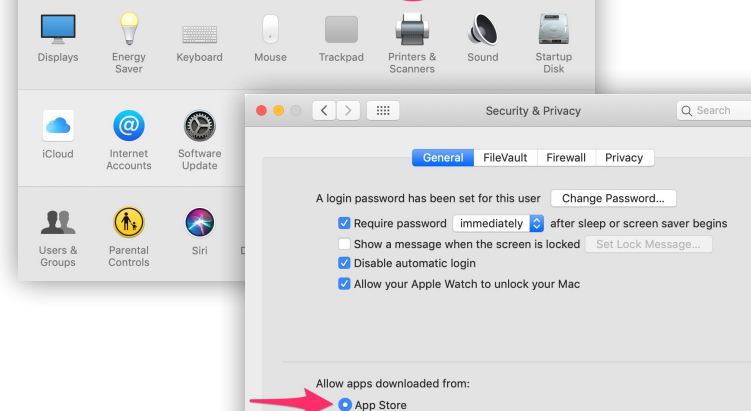 Displays
Energy Saver
Keyboard
Mouse
Trackpad
Printers & Scanners
Sound
Startup Disk
iCloud
Internet Accounts
Software Update
Users & Groups
Parental Controls
Siri
Security & Privacy
Search
General
FileVault
Firewall
Privacy
A login password has been set for this user
Change Password...
Require password immediately after sleep or screen saver begins
Show a message when the screen is locked
Set Lock Message...
Disable automatic login
Allow your Apple Watch to unlock your Mac
Allow apps downloaded from:
App Store